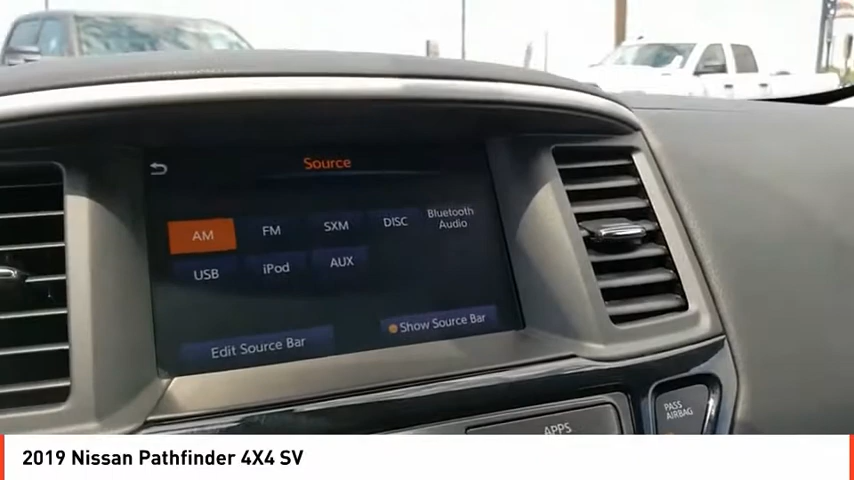 Source
AM FM SXM DISC Bluetooth Audio
USB iPod AUX
Edit Source Bar Show Source Bar
APPS
PASS AIRBAG
2019 Nissan Pathfinder 4X4 SV